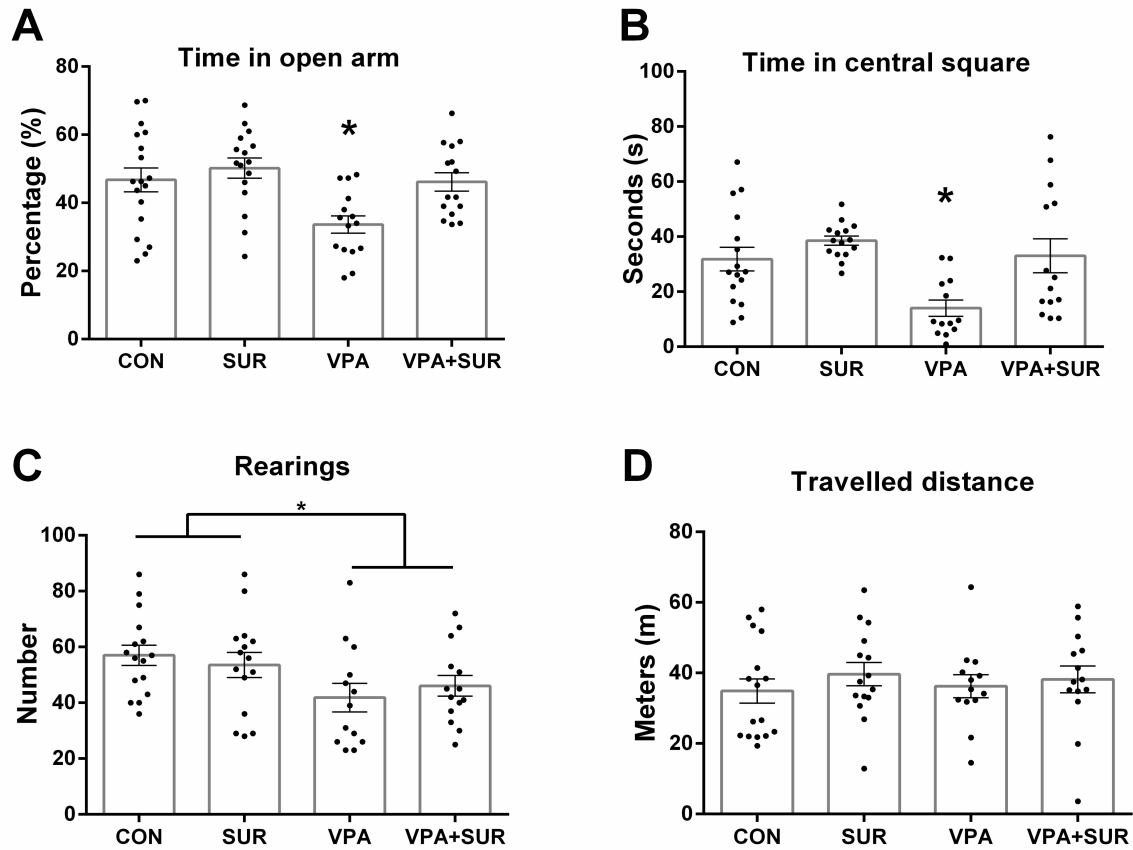 A
Time in open arm
Percentage (%)
80
60
40
20
0
*
CON SUR VPA VPA+SUR
B
Time in central square
Seconds (s)
100
80
60
40
20
0
*
CON SUR VPA VPA+SUR
C
Rearings
Number
100
80
60
40
20
0
*
CON SUR VPA VPA+SUR
D
Travelled distance
Meters (m)
80
60
40
20
0
CON SUR VPA VPA+SUR